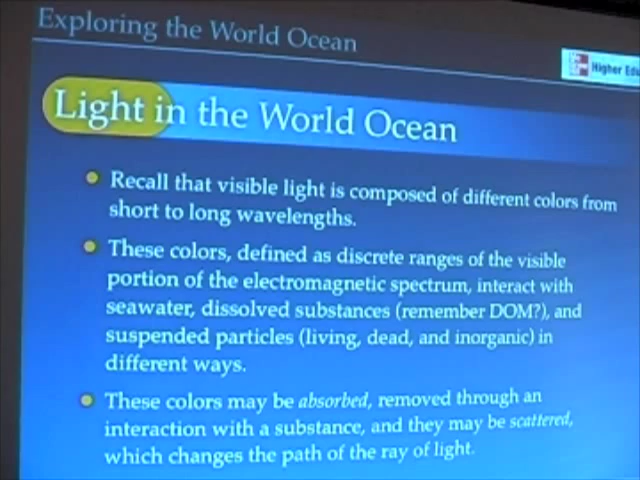 Exploring the World Ocean
Higher Edu
Light in the World Ocean
Recall that visible light is composed of different colors from
short to long wavelengths.
These colors, defined as discrete ranges of the visible
portion of the electromagnetic spectrum, interact with
seawater, dissolved substances (remember DOM?), and
suspended particles (living, dead, and inorganic) in
different ways.
These colors may be absorbed, removed through an
interaction with a substance, and they may be scattered,
which changes the path of the ray of light.